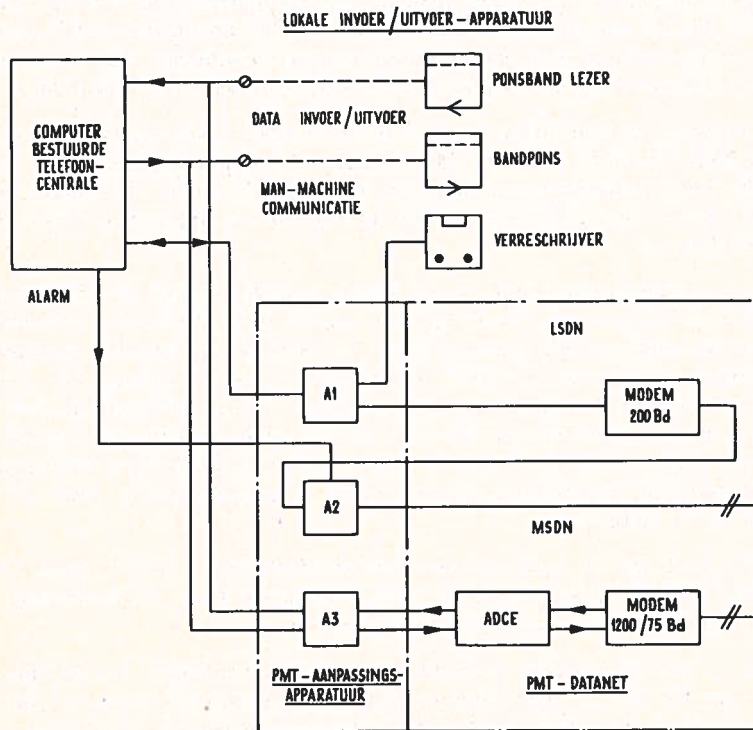 LOKALE INVOER/UITVOER-APPARATUUR
PONSBAND LEZER
COMPUTER
BESTUURDE
TELEFOON-
CENTRALE
DATA INVOER/UITVOER
BANDPONS
MAN-MACHINE
COMMUNICATIE
VERRESCHRIJVER
ALARM
LSDN
A1
MODEM
200 Bd
A2
MSDN
A3
ADCE
MODEM
1200/75 Bd
PMT-AANPASSINGS-
APPARATUUR
PMT-DATANET